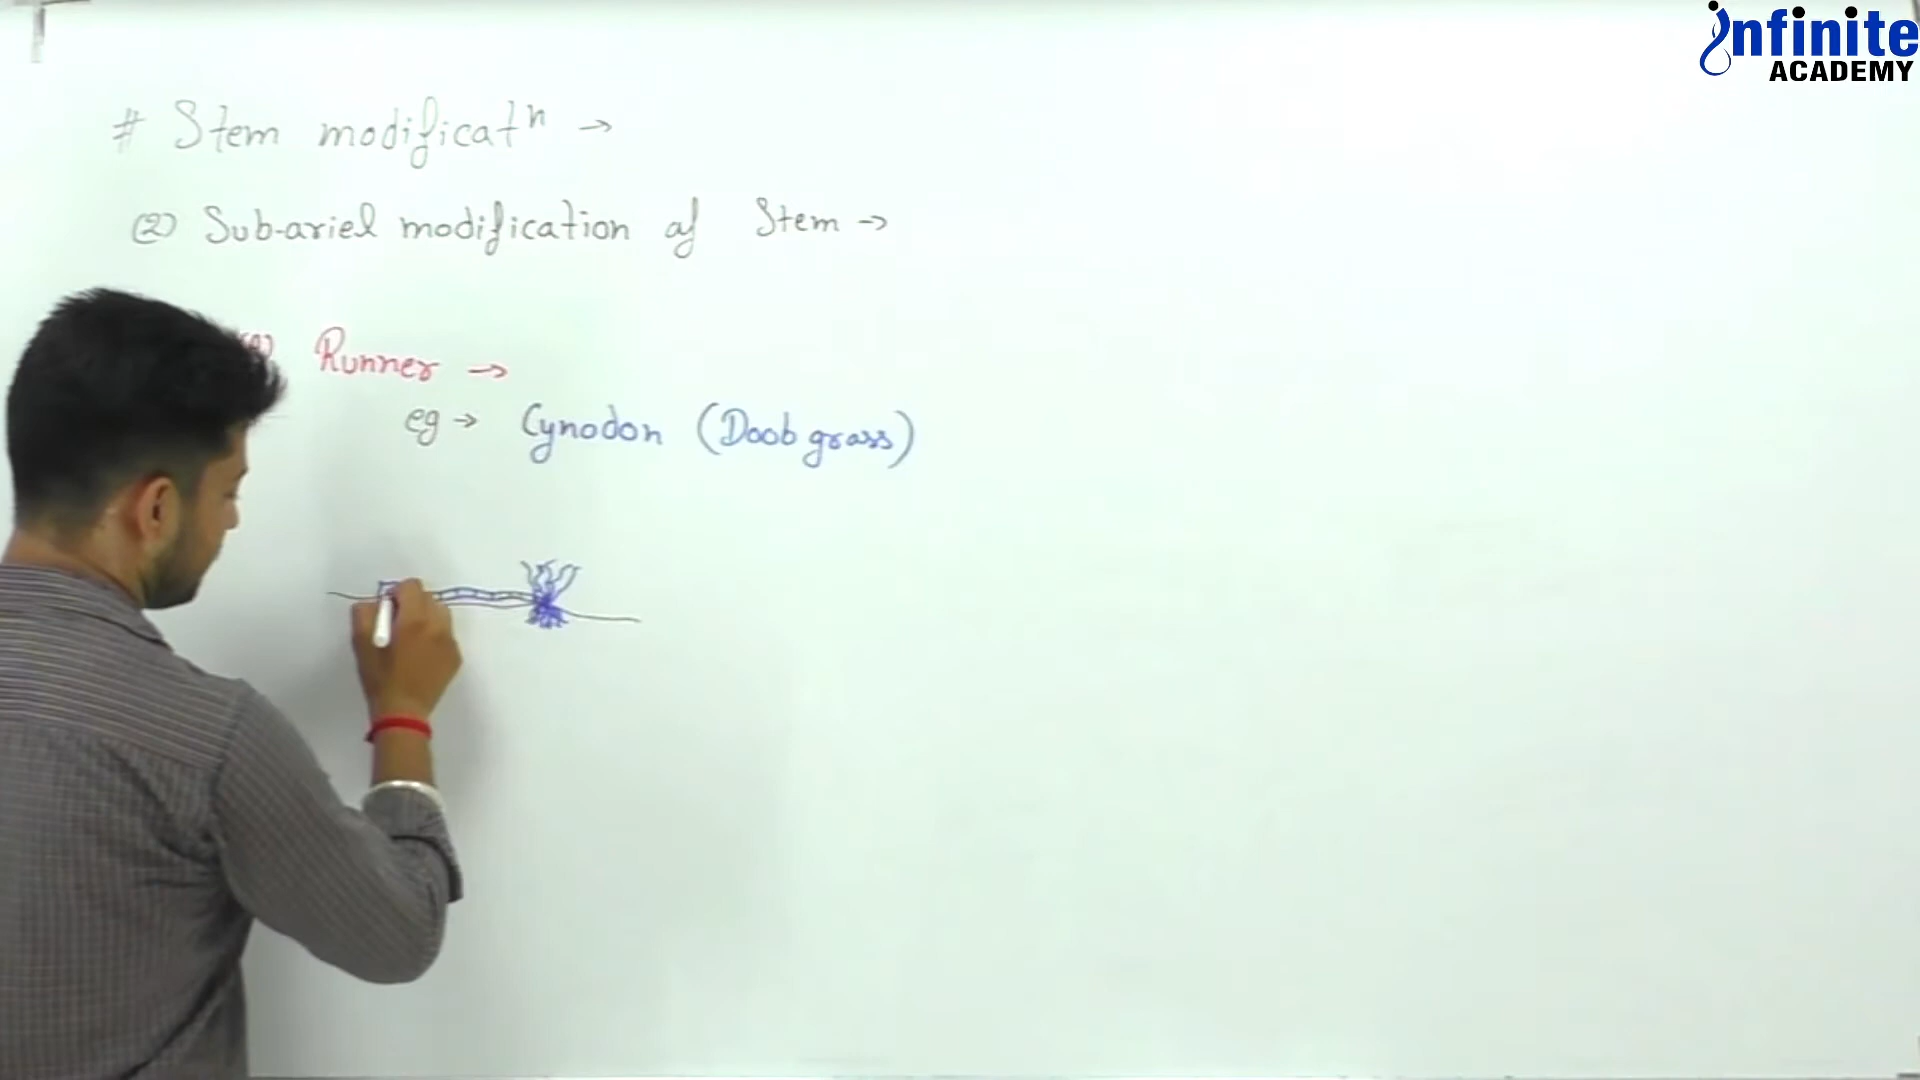 infinite
ACADEMY
# Stem modificatⁿ →
(2) Sub-ariel modification of Stem →
(a) Runner →
eg → Cynodon (Doob grass)